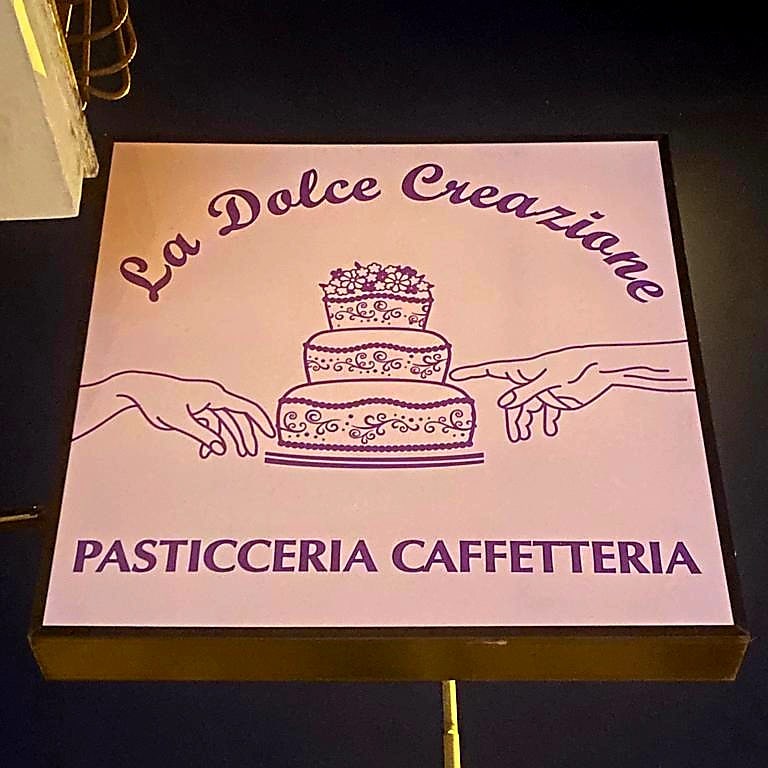 La Dolce Creazione
PASTICCERIA CAFFETTERIA